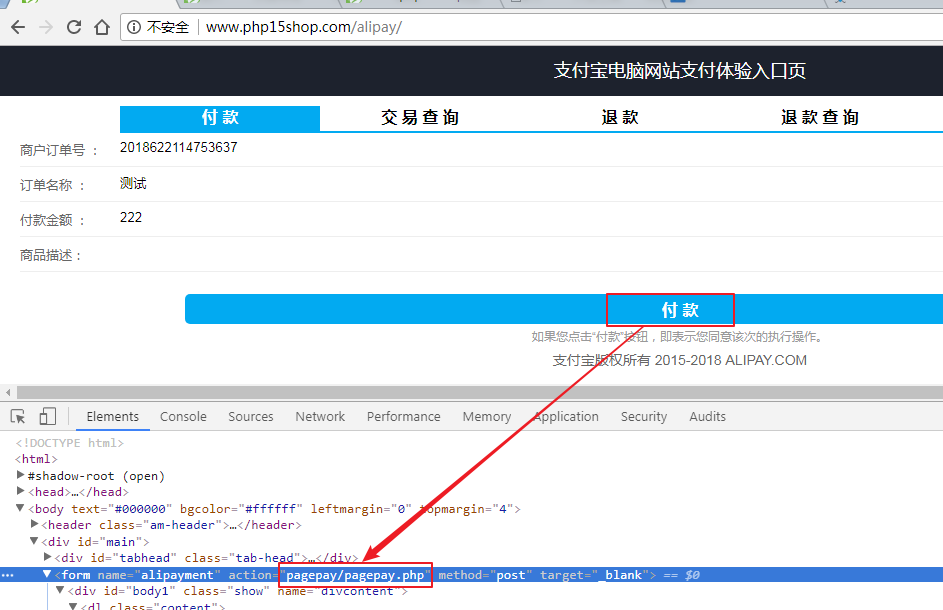 不安全 www.php15shop.com/alipay/
支付宝电脑网站支付体验入口页
付 款 交 易 查 询 退 款 退 款 查 询
商户订单号 ： 2018622114753637
订单名称 ： 测试
付款金额 ： 222
商品描述：
付 款
如果您点击“付款”按钮，即表示您同意该次的执行操作。
支付宝版权所有 2015-2018 ALIPAY.COM
Elements Console Sources Network Performance Memory Application Security Audits
<!DOCTYPE html>
<html>
▶#shadow-root (open)
▶<head>…</head>
▼<body text="#000000" bgcolor="#ffffff" leftmargin="0" topmargin="4">
▶<header class="am-header">…</header>
▼<div id="main">
▶<div id="tabhead" class="tab-head">…</div>
… ▼<form name="alipayment" action="pagepay/pagepay.php" method="post" target="_blank"> == $0
▼<div id="body1" class="show" name="divcontent">
▼<dl class="content">